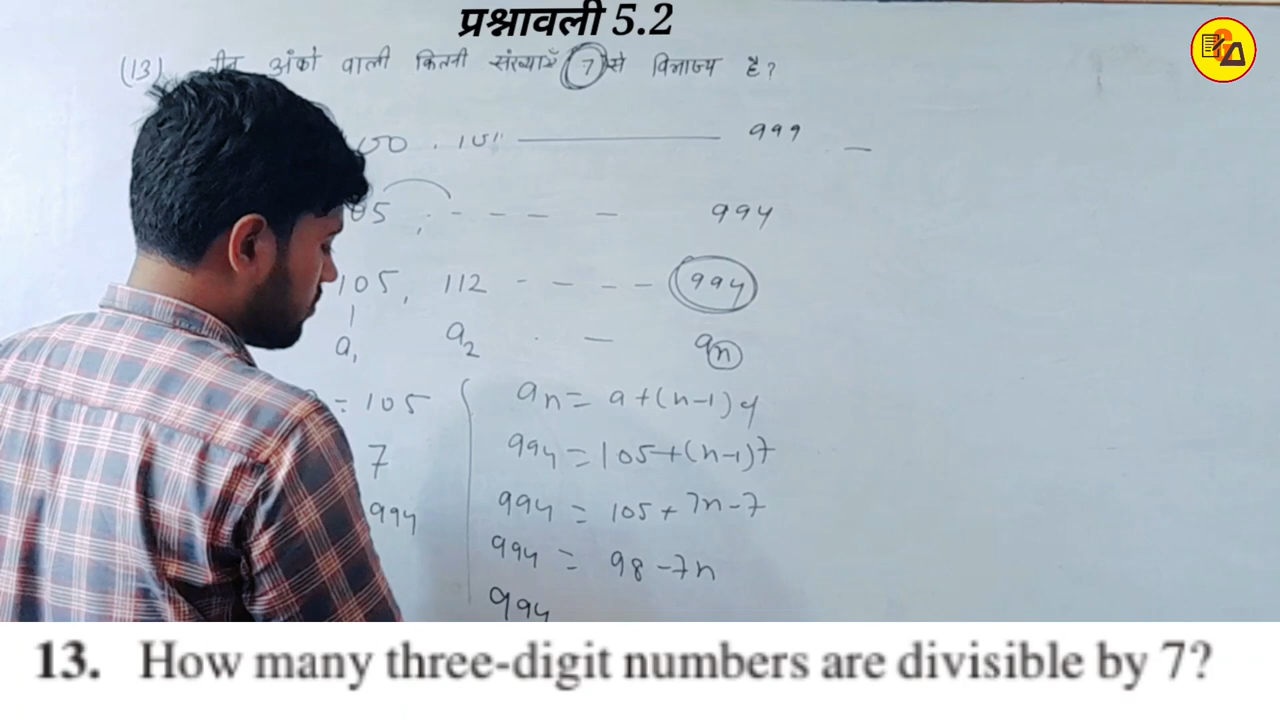 प्रश्नावली 5.2
(13) अंको वाली कितनी संख्याएँ 7 से विभाज्य है?
999
05 , - - - - 994
105, 112 - - - - 994
a₁ a₂ . - aₙ
= 105
7
994
aₙ = a+(n-1)d
994 = 105+(n-1)7
994 = 105+7n-7
994 = 98-7n
994
13. How many three-digit numbers are divisible by 7?